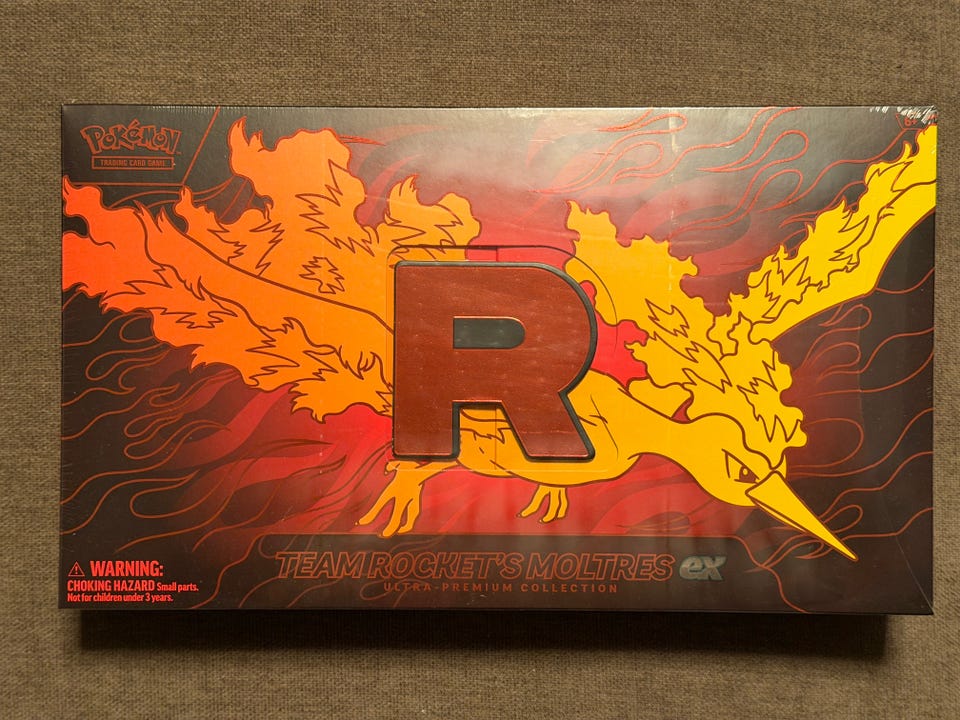 POKéMON
TRADING CARD GAME
R
TEAM ROCKET'S MOLTRES ex
ULTRA-PREMIUM COLLECTION
WARNING:
CHOKING HAZARD Small parts.
Not for children under 3 years.